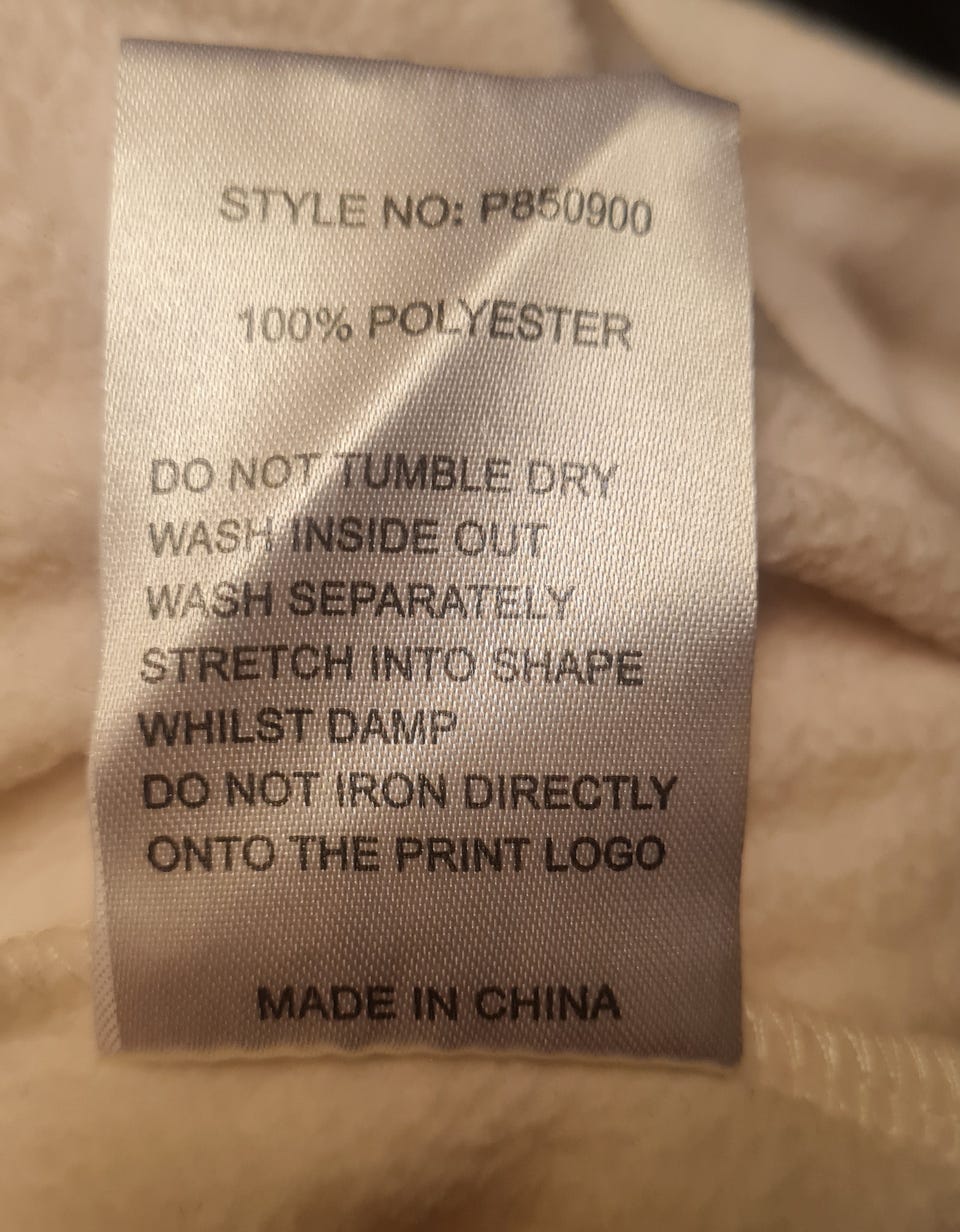 STYLE NO: P850900
100% POLYESTER
DO NOT TUMBLE DRY
WASH INSIDE OUT
WASH SEPARATELY
STRETCH INTO SHAPE
WHILST DAMP
DO NOT IRON DIRECTLY
ONTO THE PRINT LOGO
MADE IN CHINA